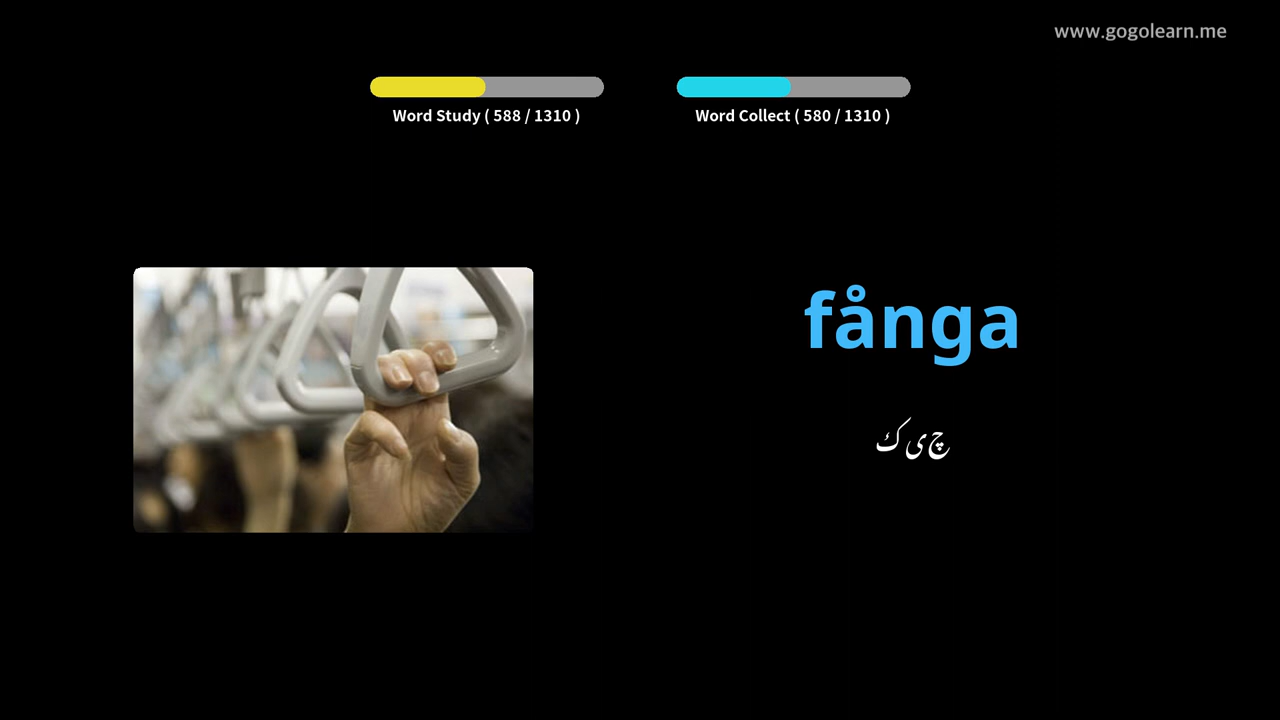 www.gogolearn.me
Word Study ( 588 / 1310 )
Word Collect ( 580 / 1310 )
fånga
چ ی ک